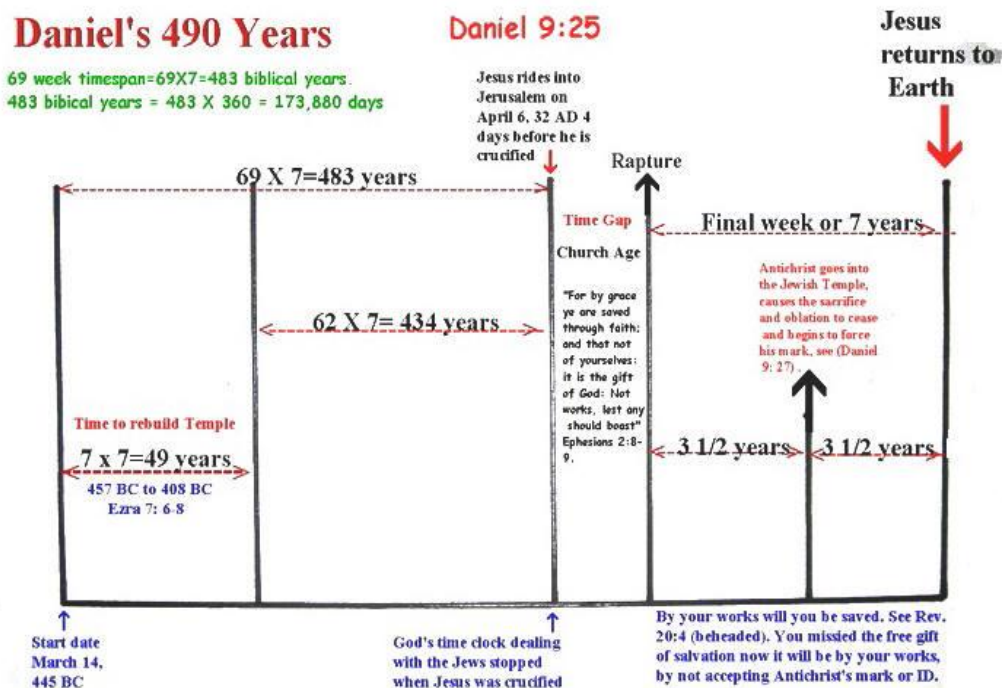 Daniel's 490 Years
Daniel 9:25
69 week timespan=69X7=483 biblical years.
483 bibical years = 483 X 360 = 173,880 days
Jesus rides into
Jerusalem on
April 6, 32 AD 4
days before he is
crucified
Jesus
returns to
Earth
Rapture
69 X 7=483 years
Time Gap
Church Age
"For by grace
ye are saved
through faith;
and that not
of yourselves:
it is the gift
of God: Not
works, lest any
should boast"
Ephesians 2:8-
9.
Final week or 7 years
Antichrist goes into
the Jewish Temple,
causes the sacrifice
and oblation to cease
and begins to force
his mark, see (Daniel
9: 27) .
62 X 7= 434 years
Time to rebuild Temple
7 x 7=49 years
457 BC to 408 BC
Ezra 7: 6-8
3 1/2 years
3 1/2 years
Start date
March 14,
445 BC
God's time clock dealing
with the Jews stopped
when Jesus was crucified
By your works will you be saved. See Rev.
20:4 (beheaded). You missied the free gift
of salvation now it will be by your works,
by not accepting Antichrist's mark or ID.